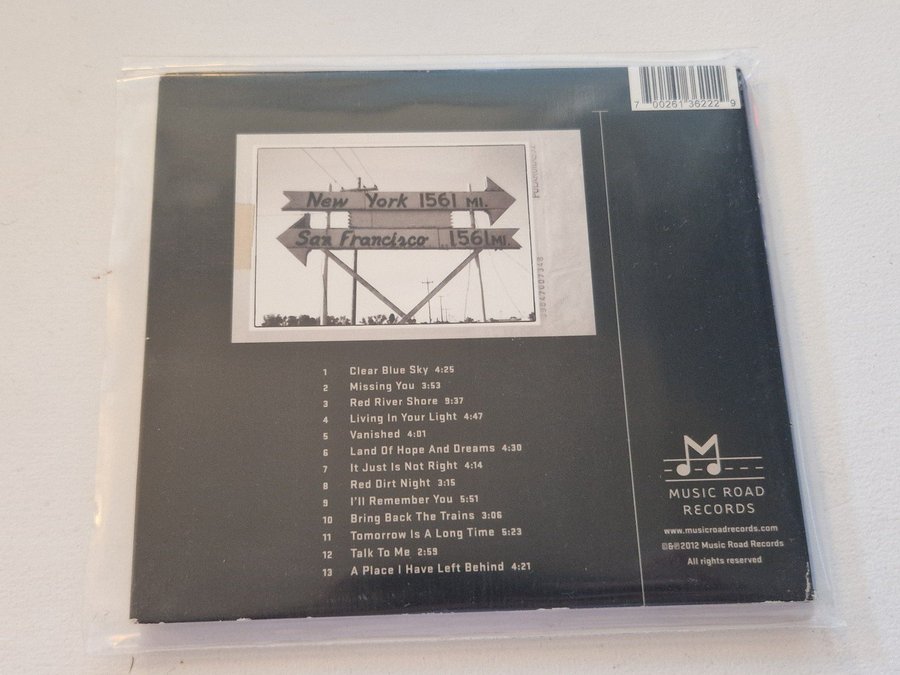 7 00261 36222 9
New York 1561 MI.
San Francisco 1561 MI.
1 Clear Blue Sky 4:25
2 Missing You 3:53
3 Red River Shore 9:37
4 Living In Your Light 4:47
5 Vanished 4:01
6 Land Of Hope And Dreams 4:30
7 It Just Is Not Right 4:14
8 Red Dirt Night 3:15
9 I'll Remember You 5:51
10 Bring Back The Trains 3:06
11 Tomorrow Is A Long Time 5:23
12 Talk To Me 2:59
13 A Place I Have Left Behind 4:21
MUSIC ROAD
RECORDS
www.musicroadrecords.com
©&℗2012 Music Road Records
All rights reserved